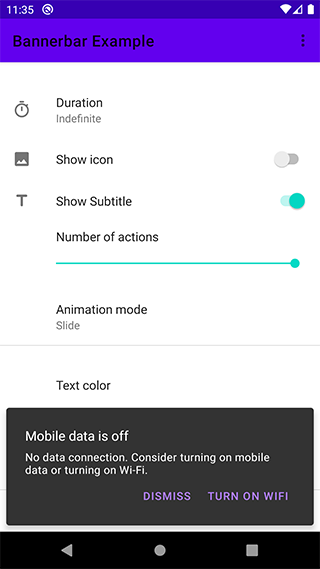 11:35
Bannerbar Example
Duration
Indefinite
Show icon
Show Subtitle
Number of actions
Animation mode
Slide
Text color
Mobile data is off
No data connection. Consider turning on mobile
data or turning on Wi-Fi.
DISMISS TURN ON WIFI